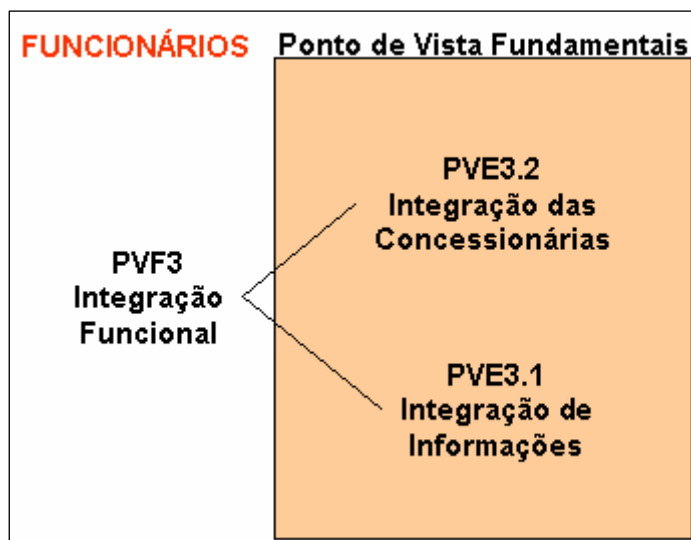 FUNCIONÁRIOS
Ponto de Vista Fundamentais
PVE3.2
Integração das
Concessionárias
PVF3
Integração
Funcional
PVE3.1
Integração de
Informações